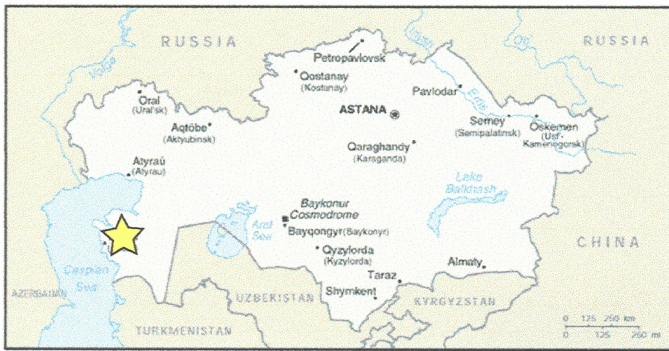 RUSSIA
RUSSIA
Petropavlovsk
Qostanay
(Kostanay)
Volga
Oral
(Ural'sk)
Pavlodar
ASTANA
Aqtöbe
(Aktyubinsk)
Semey
(Semipalatinsk)
Oskemen
(Ust'-
Kamenogorsk)
Qaraghandy
(Karaganda)
Atyraū
(Atyrau)
Lake
Balkhash
Baykonur
Cosmodrome
Aral
Sea
Bayqongyr (Baykonyr)
Qyzylorda
(Kyzylorda)
CHINA
Caspian
Sea
Almaty
Taraz
AZERBAIJAN
UZBEKISTAN
Shymkent
KYRGYZSTAN
TURKMENISTAN
0 125 250 km
0 125 250 mi